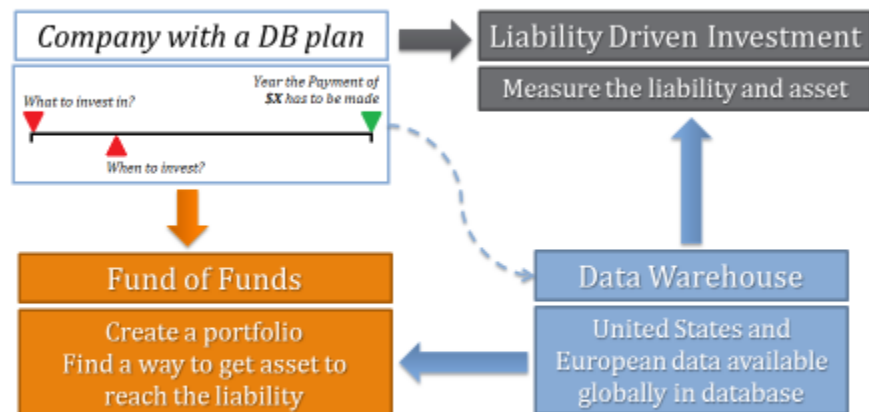 Company with a DB plan
What to invest in?
Year the Payment of
$X has to be made
When to invest?
Liability Driven Investment
Measure the liability and asset
Fund of Funds
Create a portfolio
Find a way to get asset to
reach the liability
Data Warehouse
United States and
European data available
globally in database